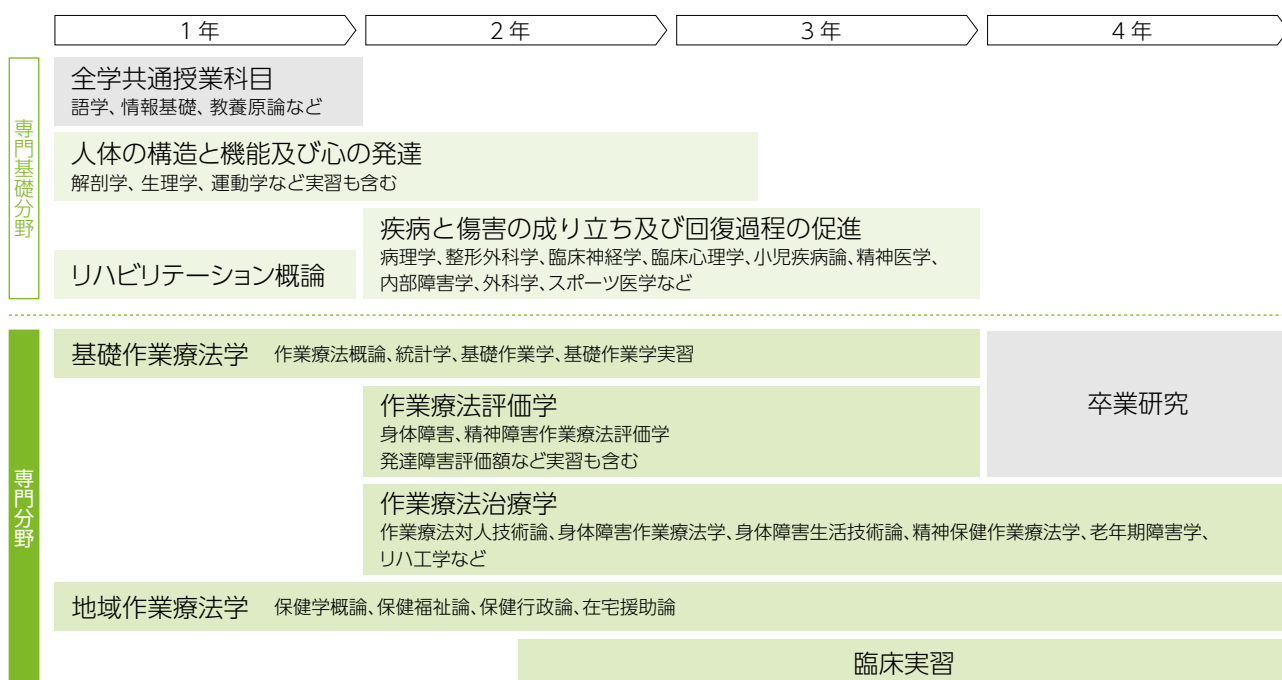 1年
2年
3年
4年
専門基礎分野
全学共通授業科目
語学、情報基礎、教養原論など
人体の構造と機能及び心の発達
解剖学、生理学、運動学など実習も含む
リハビリテーション概論
疾病と傷害の成り立ち及び回復過程の促進
病理学、整形外科学、臨床神経学、臨床心理学、小児疾病論、精神医学、
内部障害学、外科学、スポーツ医学など
専門分野
基礎作業療法学 作業療法概論、統計学、基礎作業学、基礎作業学実習
作業療法評価学
身体障害、精神障害作業療法評価学
発達障害評価額など実習も含む
卒業研究
作業療法治療学
作業療法対人技術論、身体障害作業療法学、身体障害生活技術論、精神保健作業療法学、老年期障害学、
リハ工学など
地域作業療法学 保健学概論、保健福祉論、保健行政論、在宅援助論
臨床実習